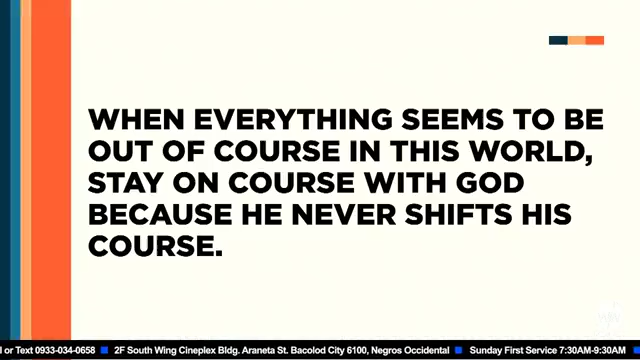 WHEN EVERYTHING SEEMS TO BE
OUT OF COURSE IN THIS WORLD,
STAY ON COURSE WITH GOD
BECAUSE HE NEVER SHIFTS HIS
COURSE.
or Text 0933-034-0658 ■ 2F South Wing Cineplex Bldg. Araneta St. Bacolod City 6100, Negros Occidental ■ Sunday First Service 7:30AM-9:30AM ■